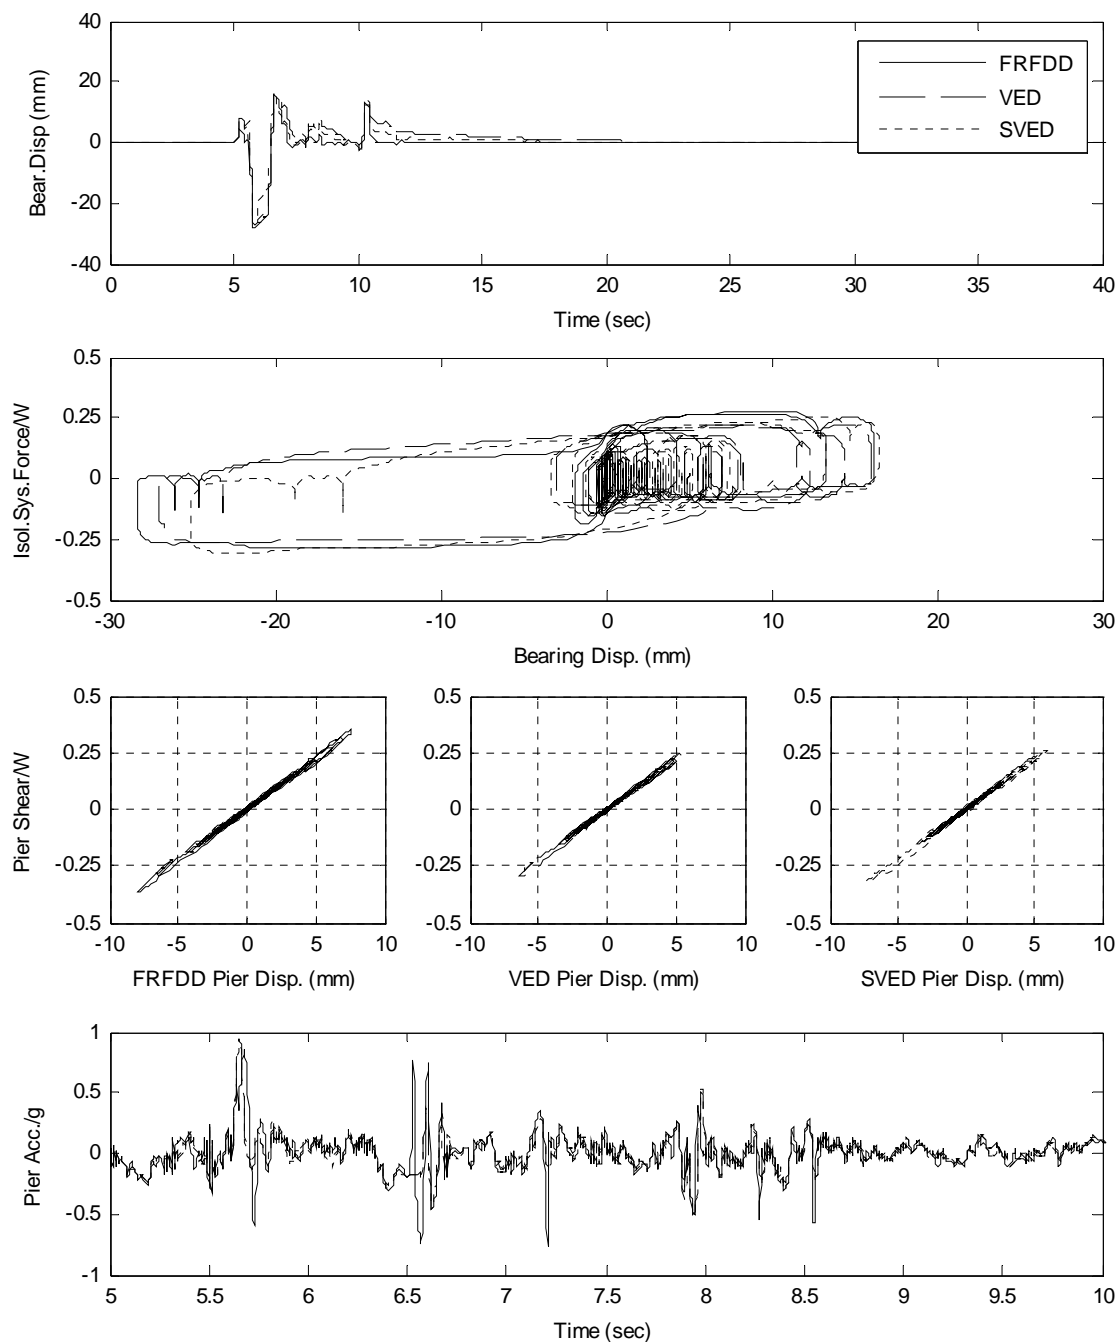 40
20
0
-20
-40
Bear.Disp (mm)
FRFDD
VED
SVED
0 5 10 15 20 25 30 35 40
Time (sec)
0.5
0.25
0
-0.25
-0.5
Isol.Sys.Force/W
-30 -20 -10 0 10 20 30
Bearing Disp. (mm)
0.5 0.5 0.5
0.25 0.25 0.25
0 0 0
-0.25 -0.25 -0.25
-0.5 -0.5 -0.5
Pier Shear/W
-10 -5 0 5 10 -10 -5 0 5 10 -10 -5 0 5 10
FRFDD Pier Disp. (mm) VED Pier Disp. (mm) SVED Pier Disp. (mm)
1
0.5
0
-0.5
-1
Pier Acc./g
5 5.5 6 6.5 7 7.5 8 8.5 9 9.5 10
Time (sec)